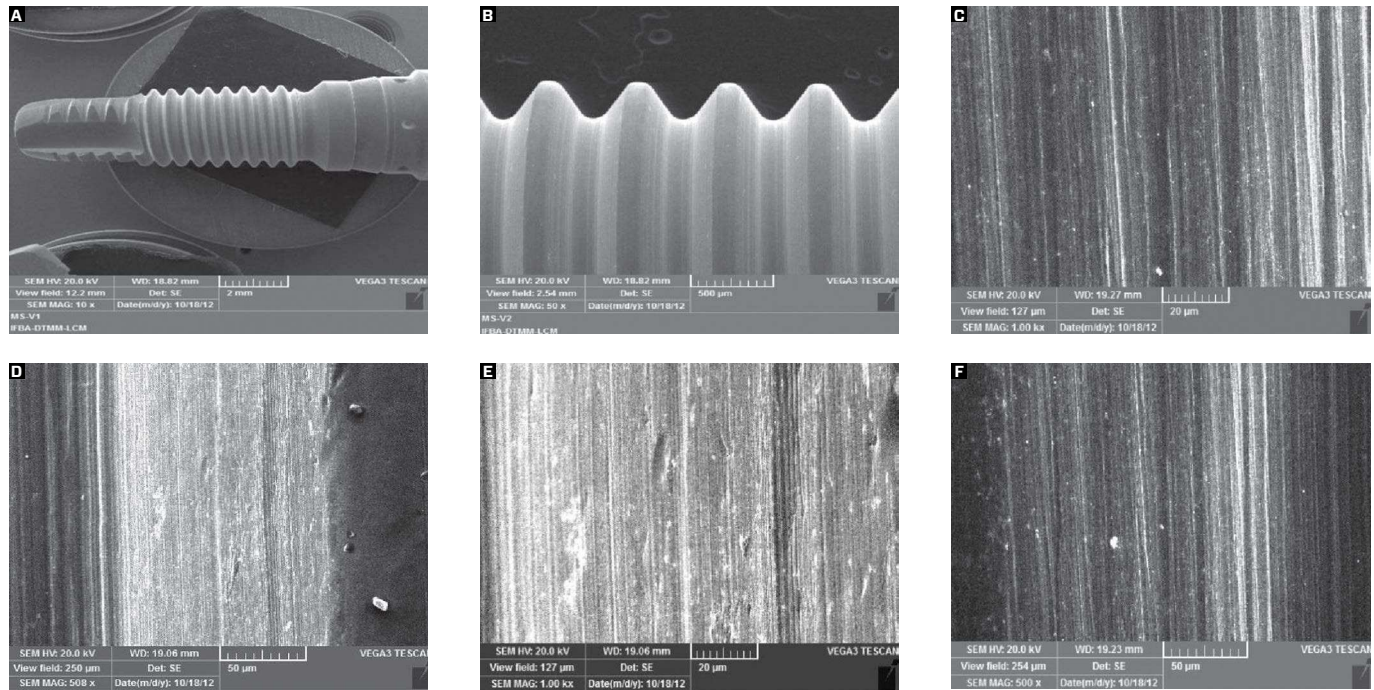 A
SEM HV: 20.0 kV WD: 18.82 mm VEGA3 TESCAN
View field: 12.2 mm Det: SE 2 mm
SEM MAG: 10 x Date(m/d/y): 10/18/12
MS-V1
IFBA-DTMM-LCM
B
SEM HV: 20.0 kV WD: 18.82 mm VEGA3 TESCAN
View field: 2.54 mm Det: SE 500 µm
SEM MAG: 50 x Date(m/d/y): 10/18/12
MS-V2
IFBA-DTMM-LCM
C
SEM HV: 20.0 kV WD: 19.27 mm VEGA3 TESCAN
View field: 127 µm Det: SE 20 µm
SEM MAG: 1.00 kx Date(m/d/y): 10/18/12
D
SEM HV: 20.0 kV WD: 19.06 mm VEGA3 TESCAN
View field: 250 µm Det: SE 50 µm
SEM MAG: 508 x Date(m/d/y): 10/18/12
E
SEM HV: 20.0 kV WD: 19.06 mm VEGA3 TESCAN
View field: 127 µm Det: SE 20 µm
SEM MAG: 1.00 kx Date(m/d/y): 10/18/12
F
SEM HV: 20.0 kV WD: 19.23 mm VEGA3 TESCAN
View field: 254 µm Det: SE 50 µm
SEM MAG: 500 x Date(m/d/y): 10/18/12